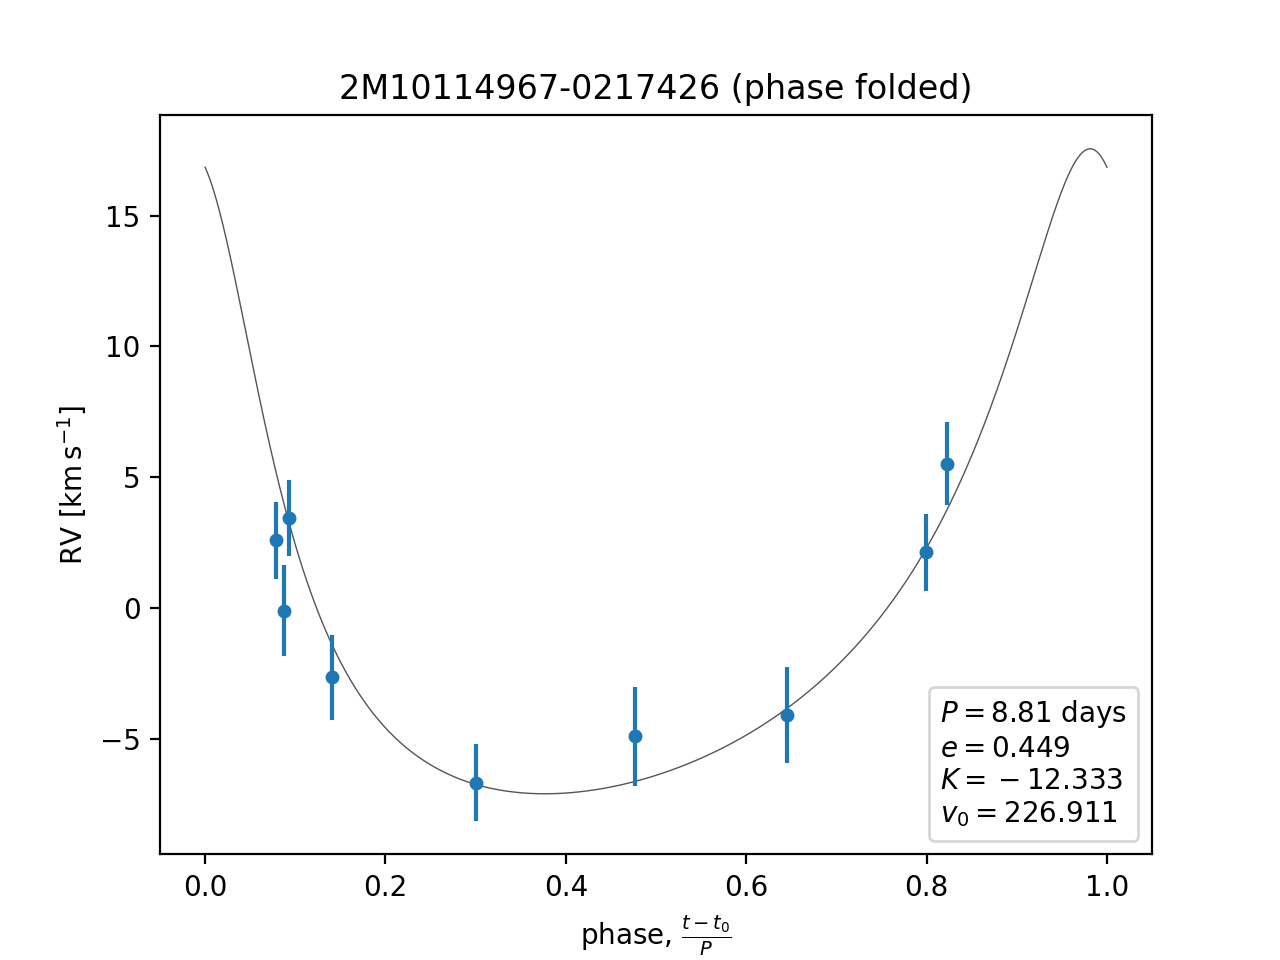 2M10114967-0217426 (phase folded)
RV [km s⁻¹]
15
10
5
0
−5
P = 8.81 days
e = 0.449
K = −12.333
v₀ = 226.911
0.0 0.2 0.4 0.6 0.8 1.0
phase, (t − t₀)/P